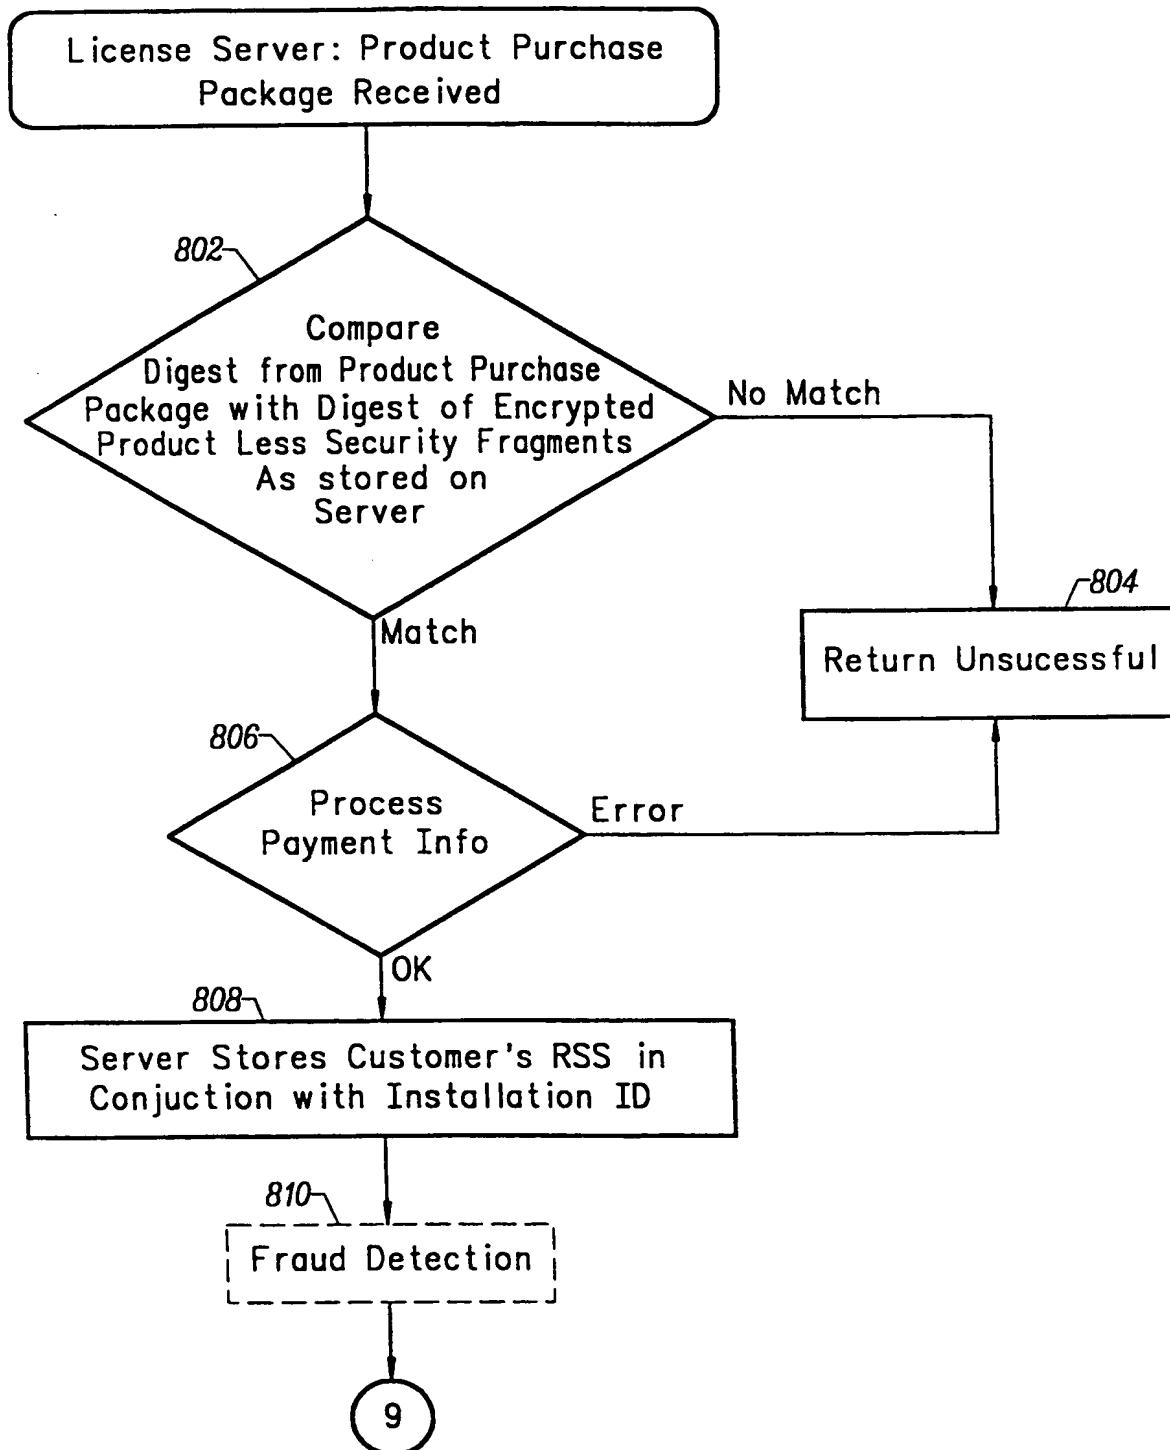 License Server: Product Purchase
Package Received
802
Compare
Digest from Product Purchase
Package with Digest of Encrypted
Product Less Security Fragments
As stored on
Server
No Match
Match
804
Return Unsucessful
806
Process
Payment Info
Error
OK
808
Server Stores Customer's RSS in
Conjuction with Installation ID
810
Fraud Detection
9